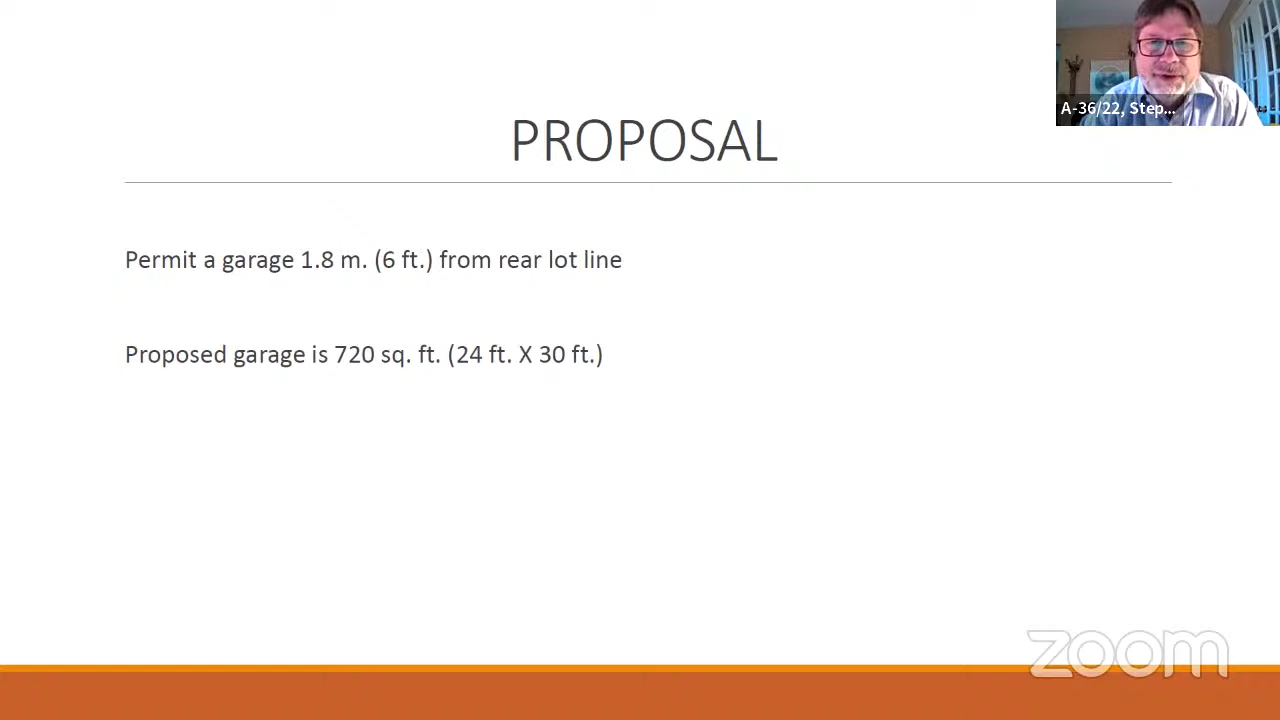 A-36/22, Step...
PROPOSAL
Permit a garage 1.8 m. (6 ft.) from rear lot line
Proposed garage is 720 sq. ft. (24 ft. X 30 ft.)
zoom